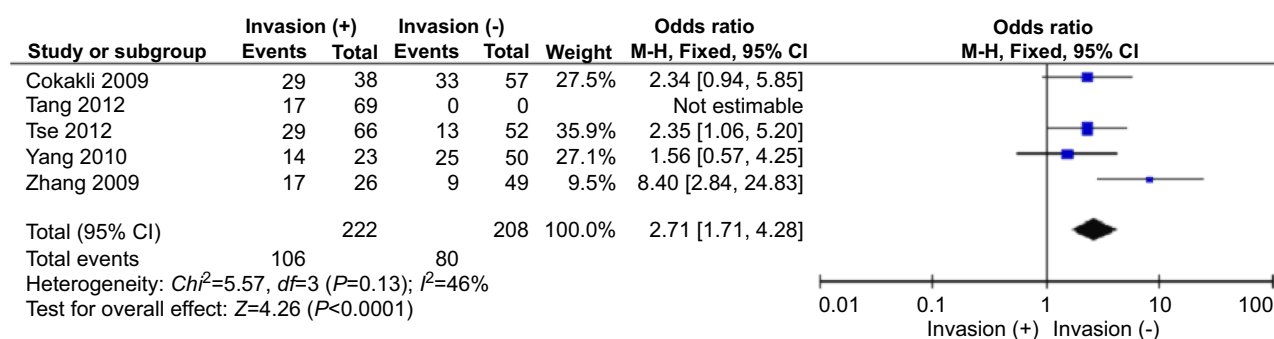 Invasion (+) Invasion (-) Odds ratio Odds ratio
Study or subgroup Events Total Events Total Weight M-H, Fixed, 95% CI M-H, Fixed, 95% CI
Cokakli 2009 29 38 33 57 27.5% 2.34 [0.94, 5.85]
Tang 2012 17 69 0 0 Not estimable
Tse 2012 29 66 13 52 35.9% 2.35 [1.06, 5.20]
Yang 2010 14 23 25 50 27.1% 1.56 [0.57, 4.25]
Zhang 2009 17 26 9 49 9.5% 8.40 [2.84, 24.83]
Total (95% CI) 222 208 100.0% 2.71 [1.71, 4.28]
Total events 106 80
Heterogeneity: Chi²=5.57, df=3 (P=0.13); I²=46%
Test for overall effect: Z=4.26 (P<0.0001)
0.01 0.1 1 10 100
Invasion (+) Invasion (-)